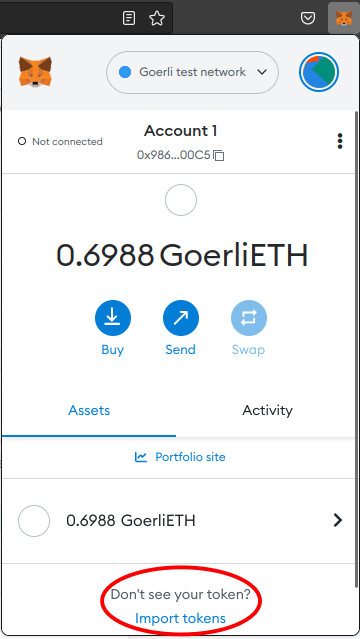 Goerli test network
Account 1
Not connected
0x986...00C5
0.6988 GoerliETH
Buy
Send
Swap
Assets
Activity
Portfolio site
0.6988 GoerliETH
Don't see your token?
Import tokens